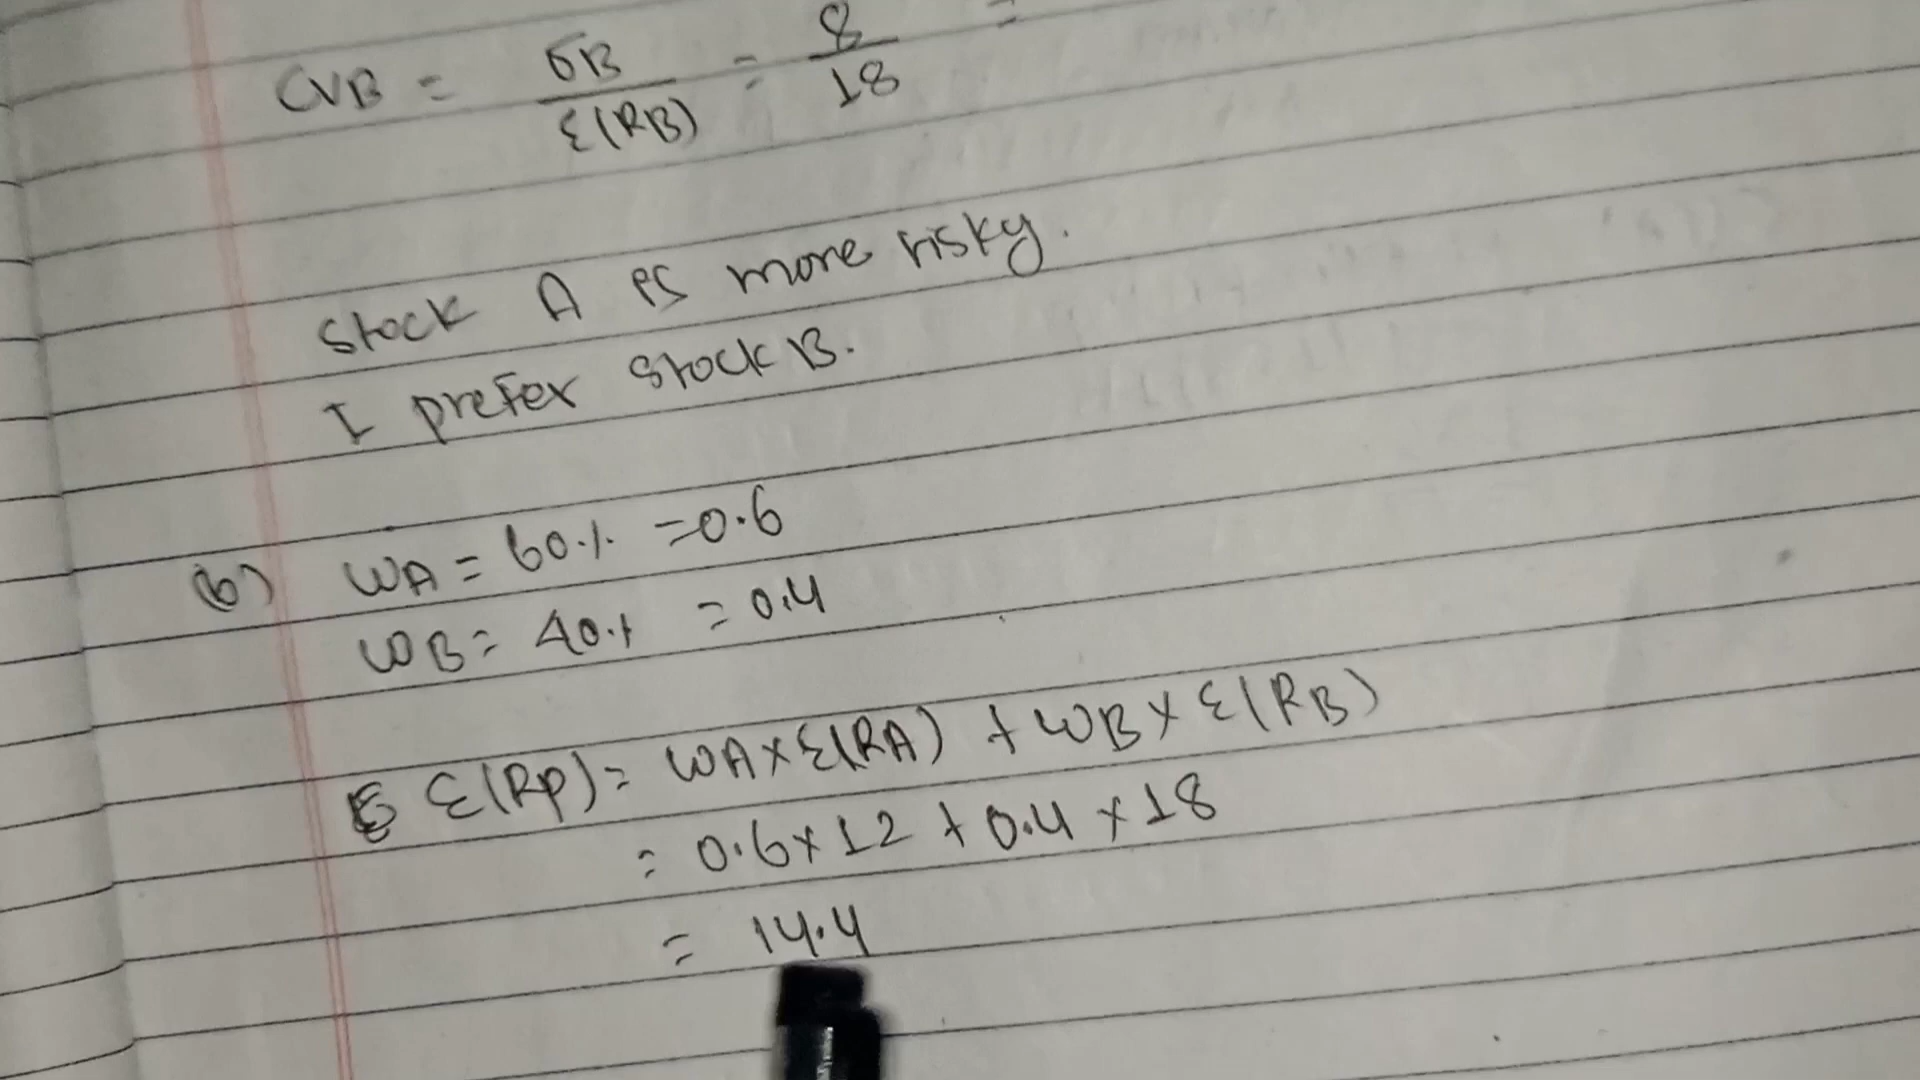 CVB = σB / E(RB) = 8 / 18 =
Stock A is more risky.
I prefer Stock B.
(b) WA = 60% = 0.6
WB = 40% = 0.4
E(Rp) = WA × E(RA) + WB × E(RB)
= 0.6 × 12 + 0.4 × 18
= 14.4